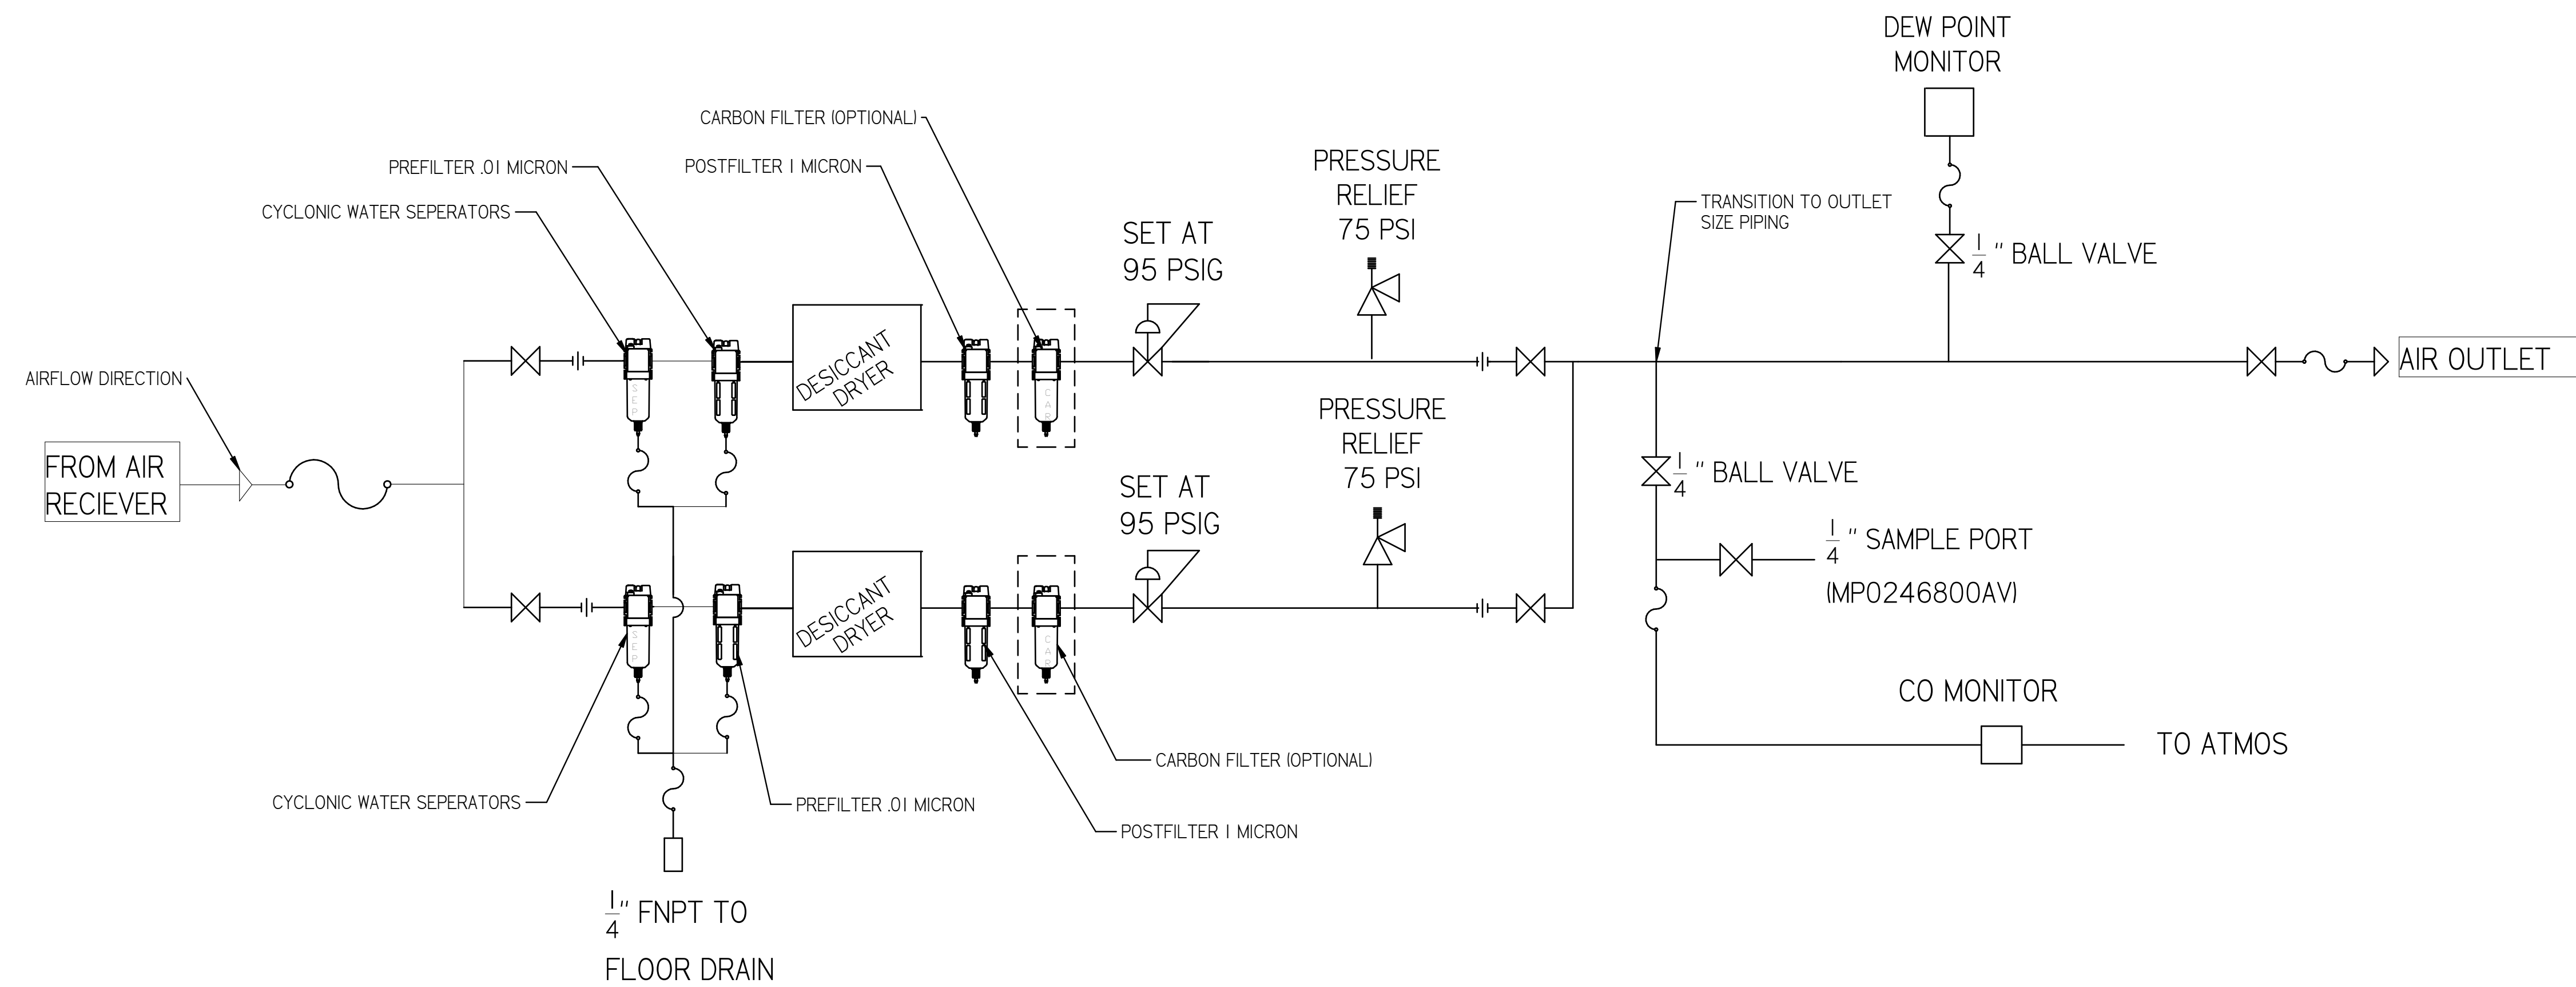 DEW POINT
MONITOR
CARBON FILTER (OPTIONAL)
PREFILTER .01 MICRON
POSTFILTER 1 MICRON
CYCLONIC WATER SEPERATORS
PRESSURE
RELIEF
75 PSI
TRANSITION TO OUTLET
SIZE PIPING
SET AT
95 PSIG
1/4 " BALL VALVE
DESICCANT
DRYER
AIR OUTLET
AIRFLOW DIRECTION
SEP
CAR
FROM AIR
RECIEVER
PRESSURE
RELIEF
75 PSI
SET AT
95 PSIG
1/4 " BALL VALVE
1/4 " SAMPLE PORT
(MP0246800AV)
DESICCANT
DRYER
SEP
CAR
CO MONITOR
TO ATMOS
CARBON FILTER (OPTIONAL)
CYCLONIC WATER SEPERATORS
PREFILTER .01 MICRON
POSTFILTER 1 MICRON
1/4" FNPT TO
FLOOR DRAIN